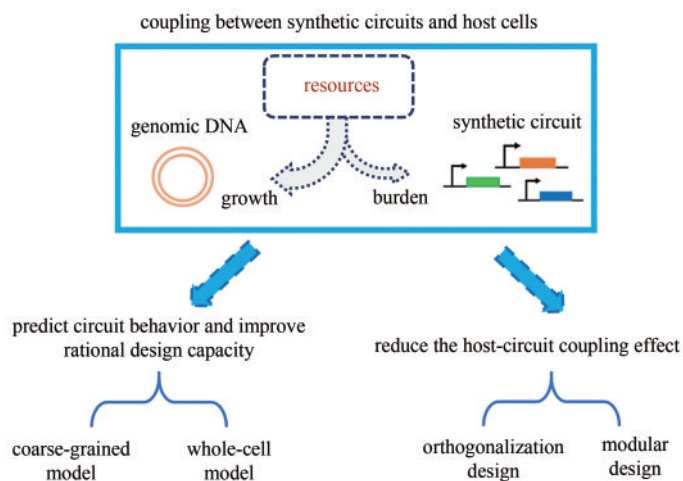 coupling between synthetic circuits and host cells
resources
genomic DNA
synthetic circuit
growth
burden
predict circuit behavior and improve
rational design capacity
reduce the host-circuit coupling effect
coarse-grained
model
whole-cell
model
orthogonalization
design
modular
design